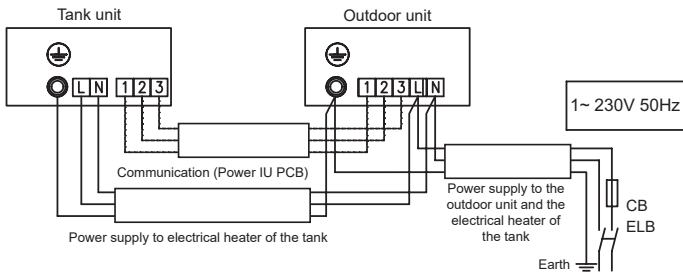 Tank unit
Outdoor unit
L N 1 2 3
1 2 3 L N
1~ 230V 50Hz
Communication (Power IU PCB)
Power supply to electrical heater of the tank
Power supply to the
outdoor unit and the
electrical heater of
the tank
CB
ELB
Earth